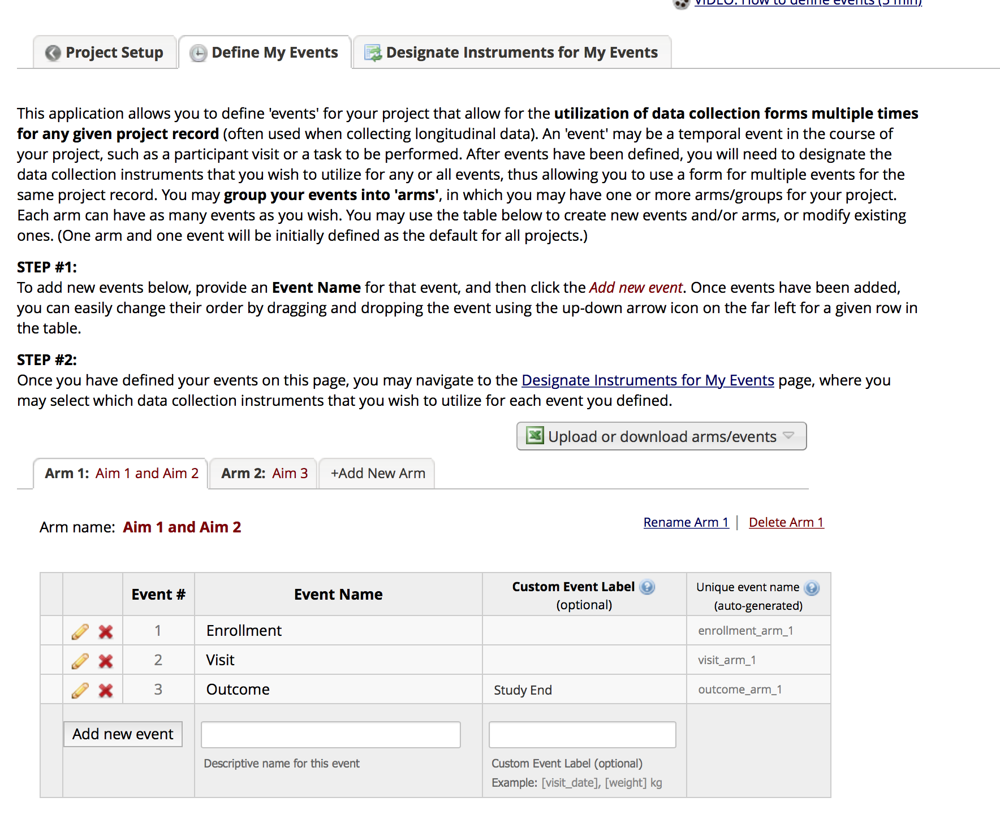 VIDEO: How to define events (5 min)
Project Setup
Define My Events
Designate Instruments for My Events
This application allows you to define 'events' for your project that allow for the utilization of data collection forms multiple times
for any given project record (often used when collecting longitudinal data). An 'event' may be a temporal event in the course of
your project, such as a participant visit or a task to be performed. After events have been defined, you will need to designate the
data collection instruments that you wish to utilize for any or all events, thus allowing you to use a form for multiple events for the
same project record. You may group your events into 'arms', in which you may have one or more arms/groups for your project.
Each arm can have as many events as you wish. You may use the table below to create new events and/or arms, or modify existing
ones. (One arm and one event will be initially defined as the default for all projects.)
STEP #1:
To add new events below, provide an Event Name for that event, and then click the Add new event. Once events have been added,
you can easily change their order by dragging and dropping the event using the up-down arrow icon on the far left for a given row in
the table.
STEP #2:
Once you have defined your events on this page, you may navigate to the Designate Instruments for My Events page, where you
may select which data collection instruments that you wish to utilize for each event you defined.
Upload or download arms/events
Arm 1: Aim 1 and Aim 2
Arm 2: Aim 3
+Add New Arm
Arm name: Aim 1 and Aim 2
Rename Arm 1 | Delete Arm 1
Event #
Event Name
Custom Event Label
(optional)
Unique event name
(auto-generated)
1 Enrollment enrollment_arm_1
2 Visit visit_arm_1
3 Outcome Study End outcome_arm_1
Add new event
Descriptive name for this event
Custom Event Label (optional)
Example: [visit_date], [weight] kg